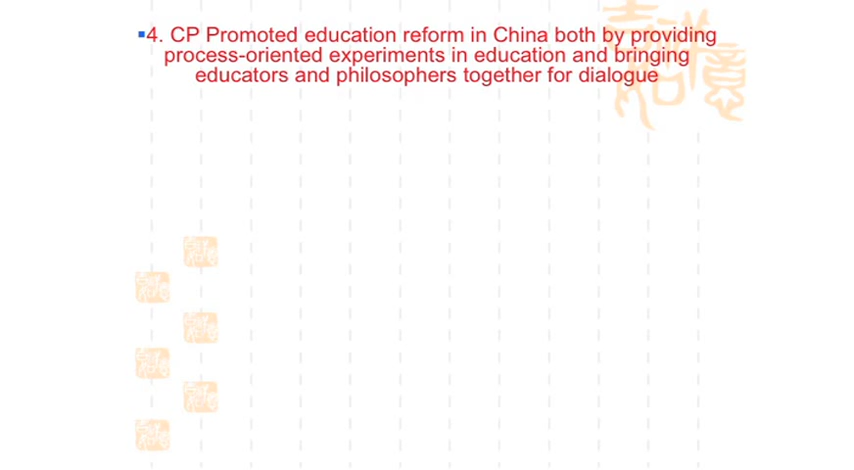 ▪4. CP Promoted education reform in China both by providing
process-oriented experiments in education and bringing
educators and philosophers together for dialogue